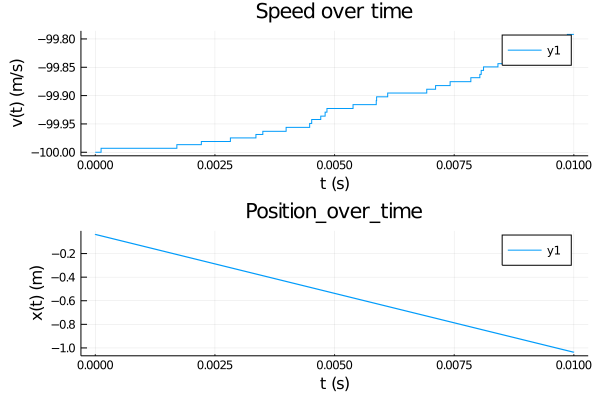 Speed over time
−99.80
−99.85
−99.90
−99.95
−100.00
v(t) (m/s)
y1
0.0000
0.0025
0.0050
0.0075
0.0100
t (s)
Position_over_time
−0.2
−0.4
−0.6
−0.8
−1.0
x(t) (m)
y1
0.0000
0.0025
0.0050
0.0075
0.0100
t (s)